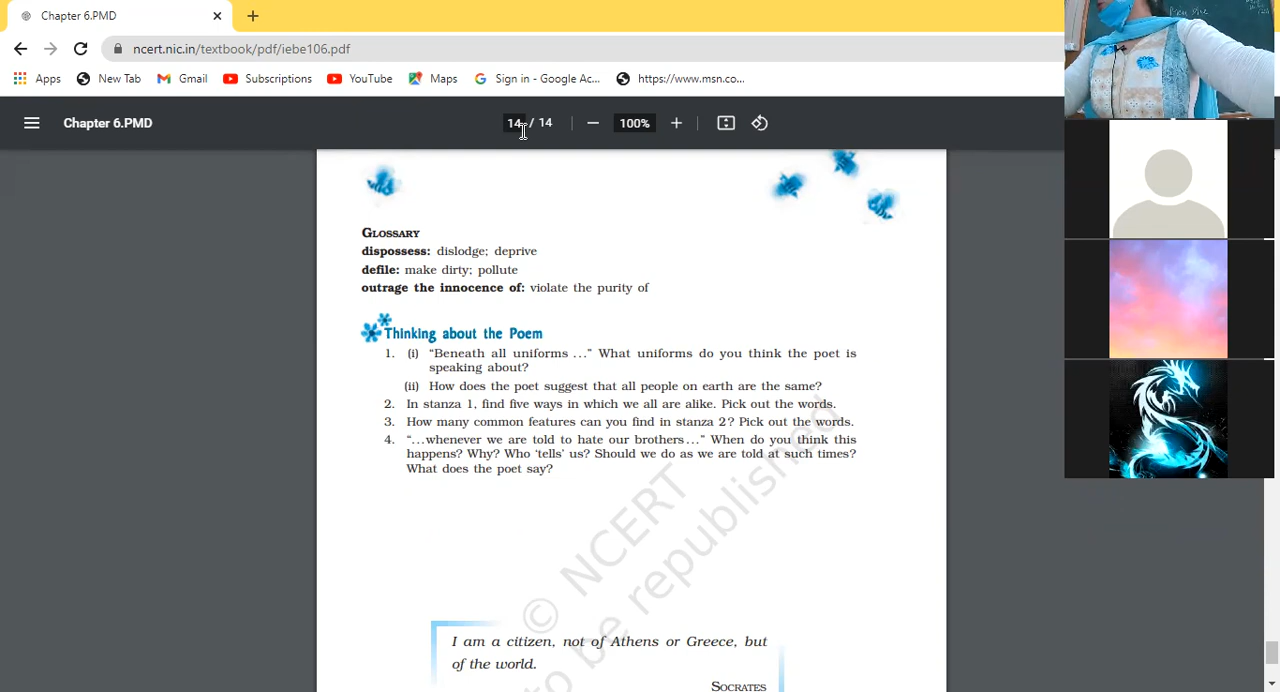 Chapter 6.PMD
ncert.nic.in/textbook/pdf/iebe106.pdf
Apps New Tab Gmail Subscriptions YouTube Maps Sign in - Google Ac... https://www.msn.co...
Chapter 6.PMD 14 / 14 100%
GLOSSARY
dispossess: dislodge; deprive
defile: make dirty; pollute
outrage the innocence of: violate the purity of
Thinking about the Poem
1. (i) “Beneath all uniforms ...” What uniforms do you think the poet is
speaking about?
(ii) How does the poet suggest that all people on earth are the same?
2. In stanza 1, find five ways in which we all are alike. Pick out the words.
3. How many common features can you find in stanza 2? Pick out the words.
4. “...whenever we are told to hate our brothers ...” When do you think this
happens? Why? Who ‘tells’ us? Should we do as we are told at such times?
What does the poet say?
© NCERT
to be republished
I am a citizen, not of Athens or Greece, but
of the world.
SOCRATES